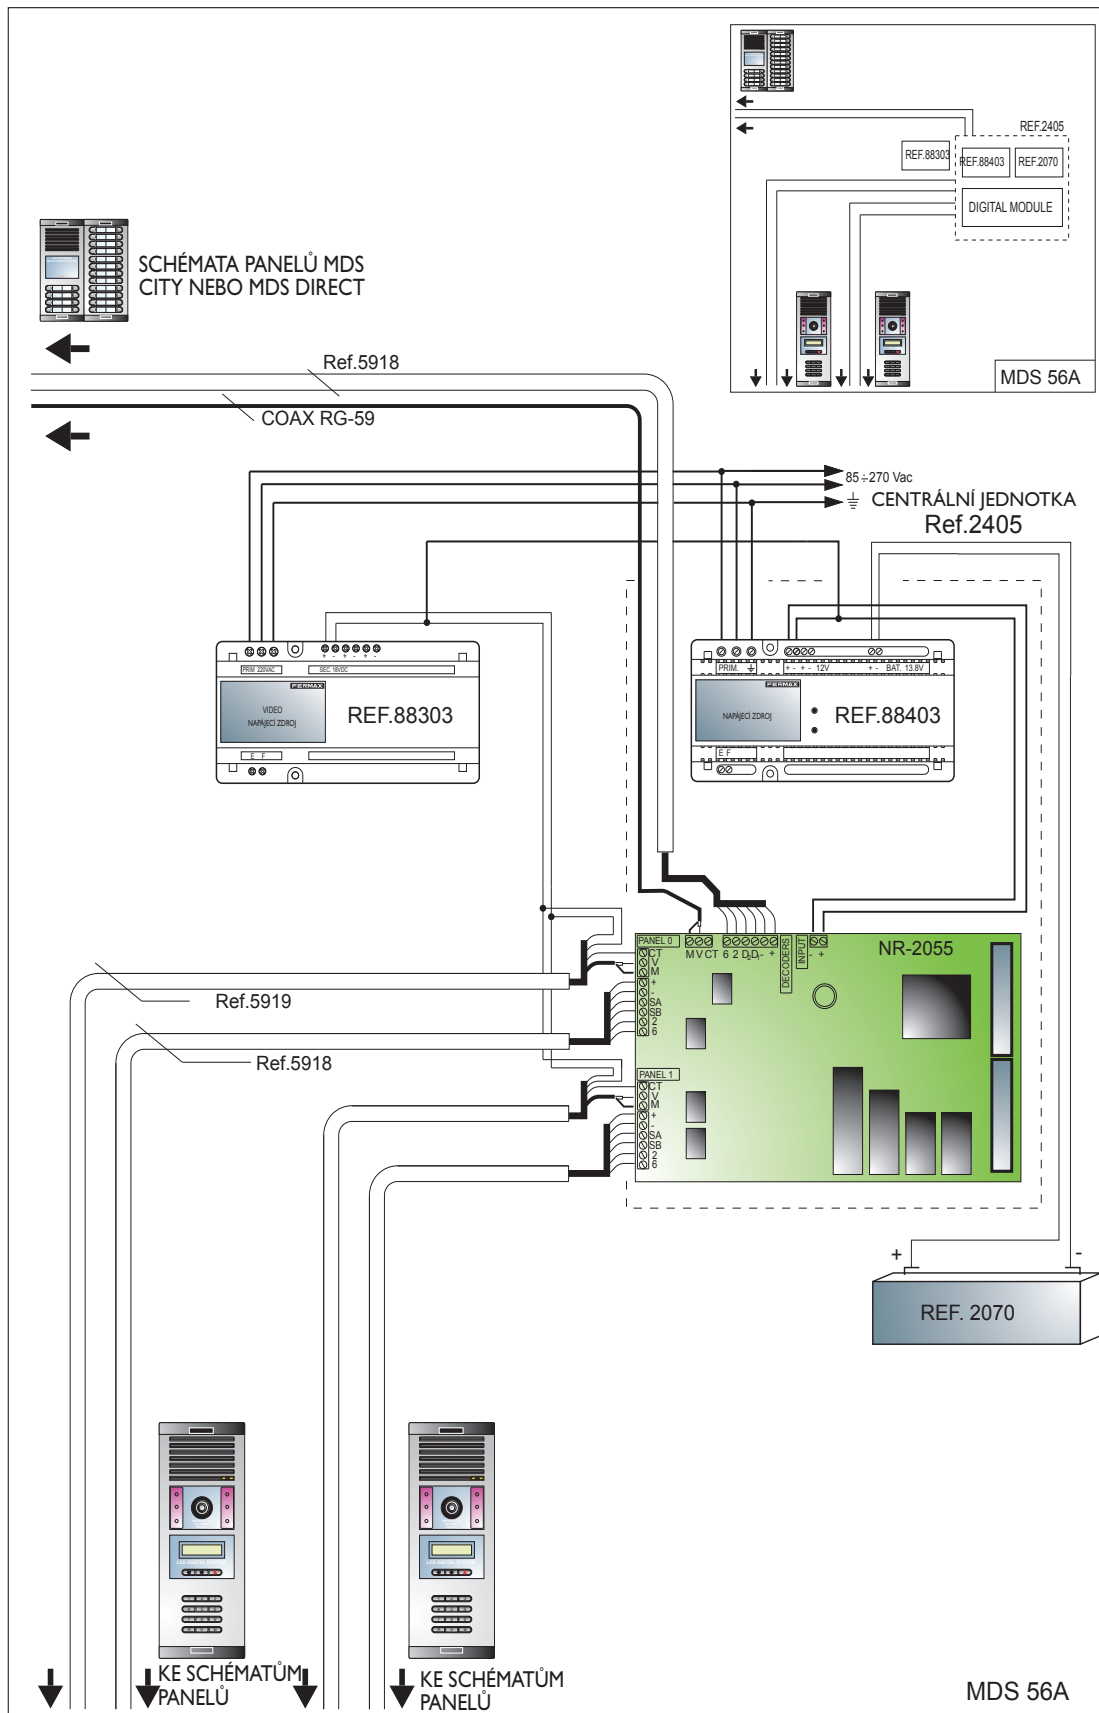 REF.2405
REF.88303
REF.88403
REF.2070
DIGITAL MODULE
MDS 56A
SCHÉMATA PANELŮ MDS
CITY NEBO MDS DIRECT
Ref.5918
COAX RG-59
85÷270 Vac
CENTRÁLNÍ JEDNOTKA
Ref.2405
+ - + - + -
PRIM 220VAC
SEC. 18VDC
FERMAX
VIDEO
NAPÁJECÍ ZDROJ
REF.88303
E F
PRIM.
+ - + - 12V
+ - BAT. 13.8V
FERMAX
NAPÁJECÍ ZDROJ
REF.88403
E F
PANEL 0
M V CT 6 2 D2 D1 - +
DECODERS
INPUT
- +
NR-2055
CT
V
M
+
-
SA
SB
2
6
Ref.5919
Ref.5918
PANEL 1
CT
V
M
+
-
SA
SB
2
6
+ -
REF. 2070
KE SCHÉMATŮM
PANELŮ
KE SCHÉMATŮM
PANELŮ
MDS 56A